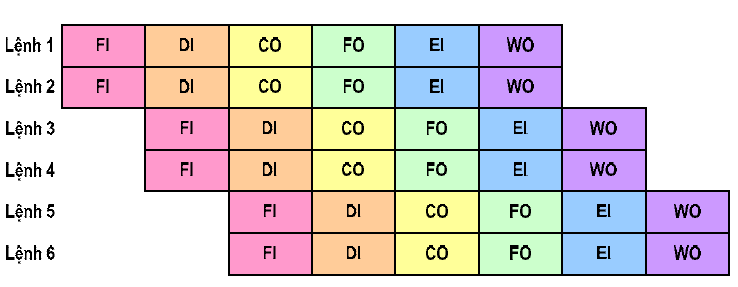 Lệnh 1 FI DI CO FO EI WO
Lệnh 2 FI DI CO FO EI WO
Lệnh 3 FI DI CO FO EI WO
Lệnh 4 FI DI CO FO EI WO
Lệnh 5 FI DI CO FO EI WO
Lệnh 6 FI DI CO FO EI WO